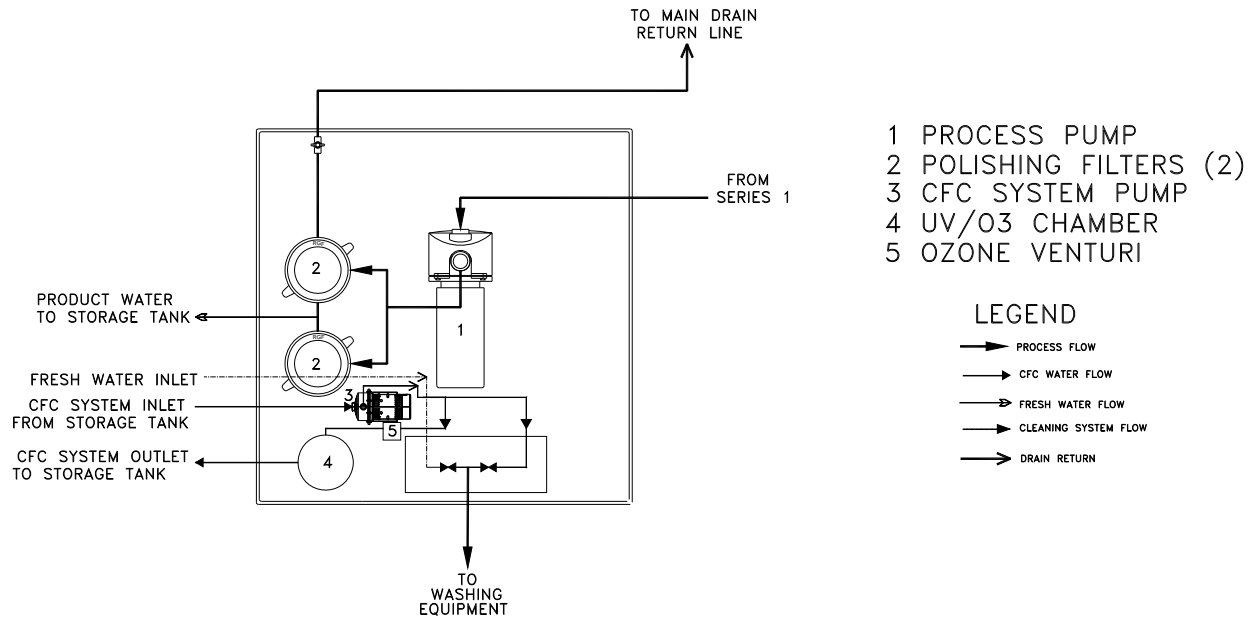 TO MAIN DRAIN
RETURN LINE
1 PROCESS PUMP
2 POLISHING FILTERS (2)
3 CFC SYSTEM PUMP
4 UV/O3 CHAMBER
5 OZONE VENTURI
FROM
SERIES 1
RGF
2
PRODUCT WATER
TO STORAGE TANK
1
RGF
2
LEGEND
PROCESS FLOW
CFC WATER FLOW
FRESH WATER FLOW
CLEANING SYSTEM FLOW
DRAIN RETURN
FRESH WATER INLET
3
CFC SYSTEM INLET
FROM STORAGE TANK
5
CFC SYSTEM OUTLET
TO STORAGE TANK
4
TO
WASHING
EQUIPMENT